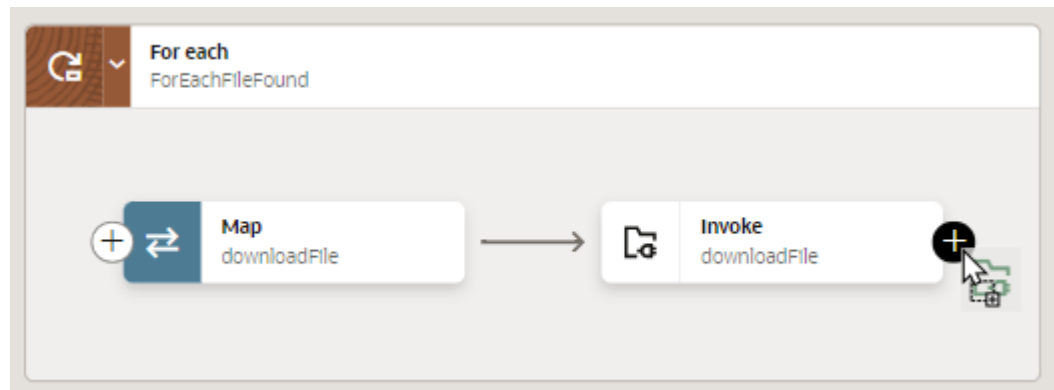 For each
ForEachFileFound
Map
downloadFile
Invoke
downloadFile